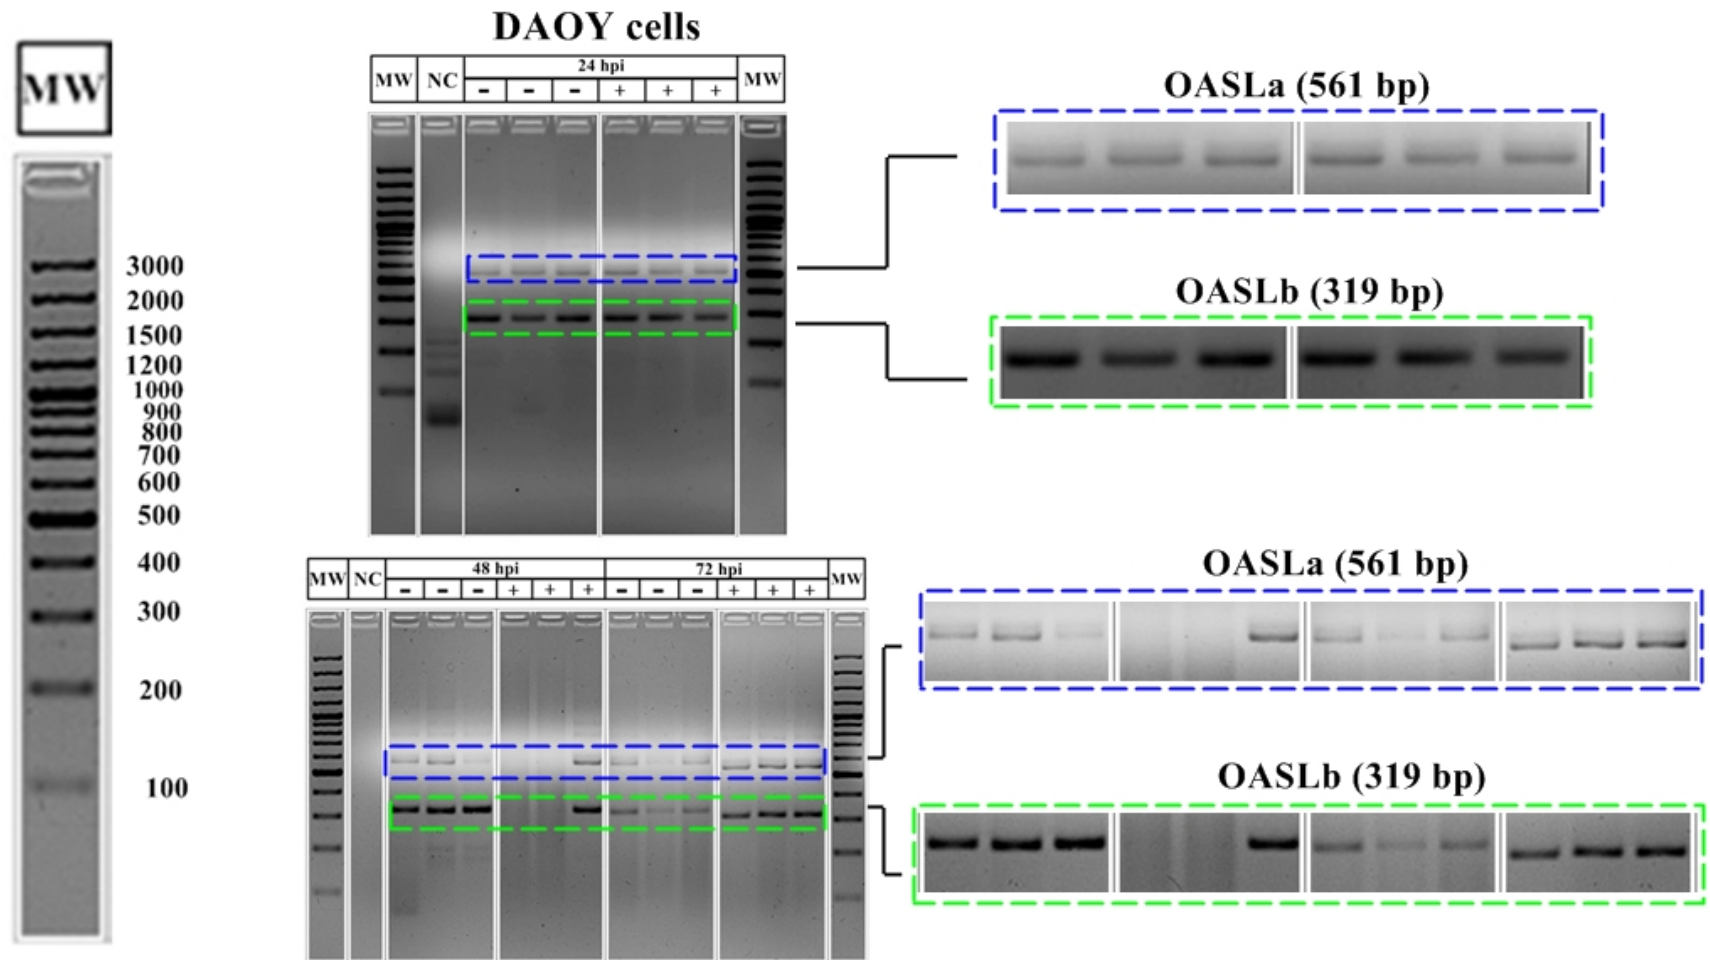 MW
3000
2000
1500
1200
1000
900
800
700
600
500
400
300
200
100
DAOY cells
MW NC 24 hpi MW
- - - + + +
OASLa (561 bp)
OASLb (319 bp)
MW NC 48 hpi 72 hpi MW
- - - + + + - - - + + +
OASLa (561 bp)
OASLb (319 bp)